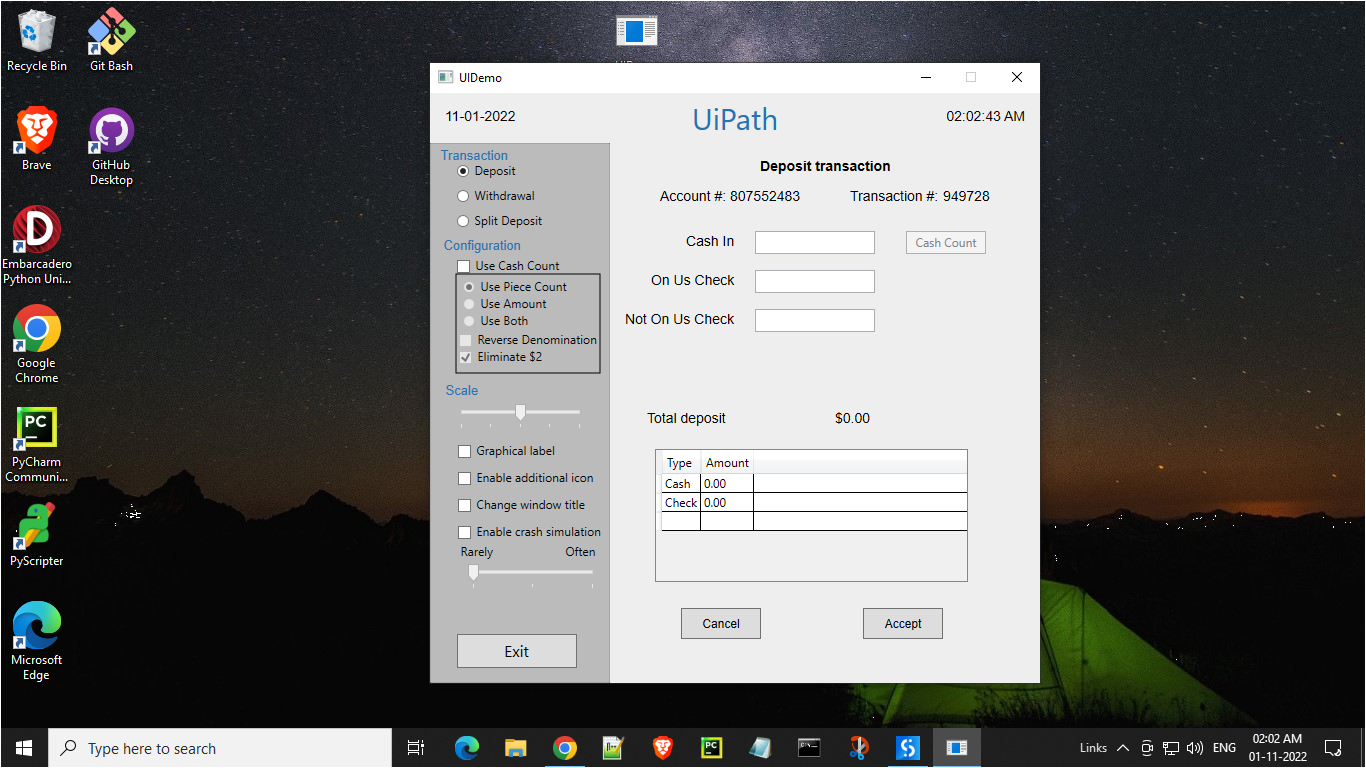 Recycle Bin
Git Bash
Brave
GitHub
Desktop
Embarcadero
Python Uni...
Google
Chrome
PyCharm
Communi...
PyScripter
Microsoft
Edge
UIDemo
11-01-2022
UiPath
02:02:43 AM
Transaction
Deposit
Withdrawal
Split Deposit
Configuration
Use Cash Count
Use Piece Count
Use Amount
Use Both
Reverse Denomination
Eliminate $2
Scale
Graphical label
Enable additional icon
Change window title
Enable crash simulation
Rarely Often
Exit
Deposit transaction
Account #: 807552483 Transaction #: 949728
Cash In Cash Count
On Us Check
Not On Us Check
Total deposit $0.00
Type Amount
Cash 0.00
Check 0.00
Cancel Accept
Type here to search
Links ENG
02:02 AM
01-11-2022